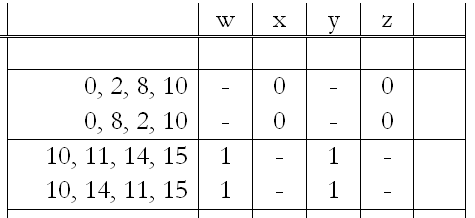 w x y z
0, 2, 8, 10 - 0 - 0
0, 8, 2, 10 - 0 - 0
10, 11, 14, 15 1 - 1 -
10, 14, 11, 15 1 - 1 -